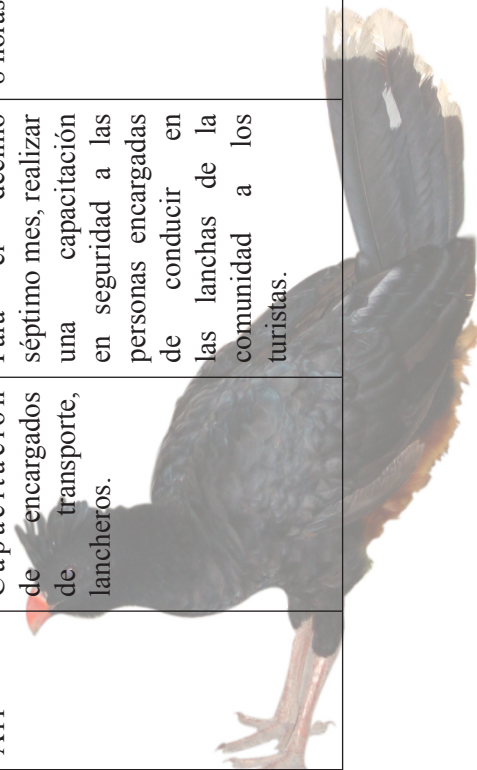 Capacitación
de encargados
de transporte,
lancheros.
Para el décimo
séptimo mes, realizar
una capacitación
en seguridad a las
personas encargadas
de conducir en
las lanchas de la
comunidad a los
turistas.
horas